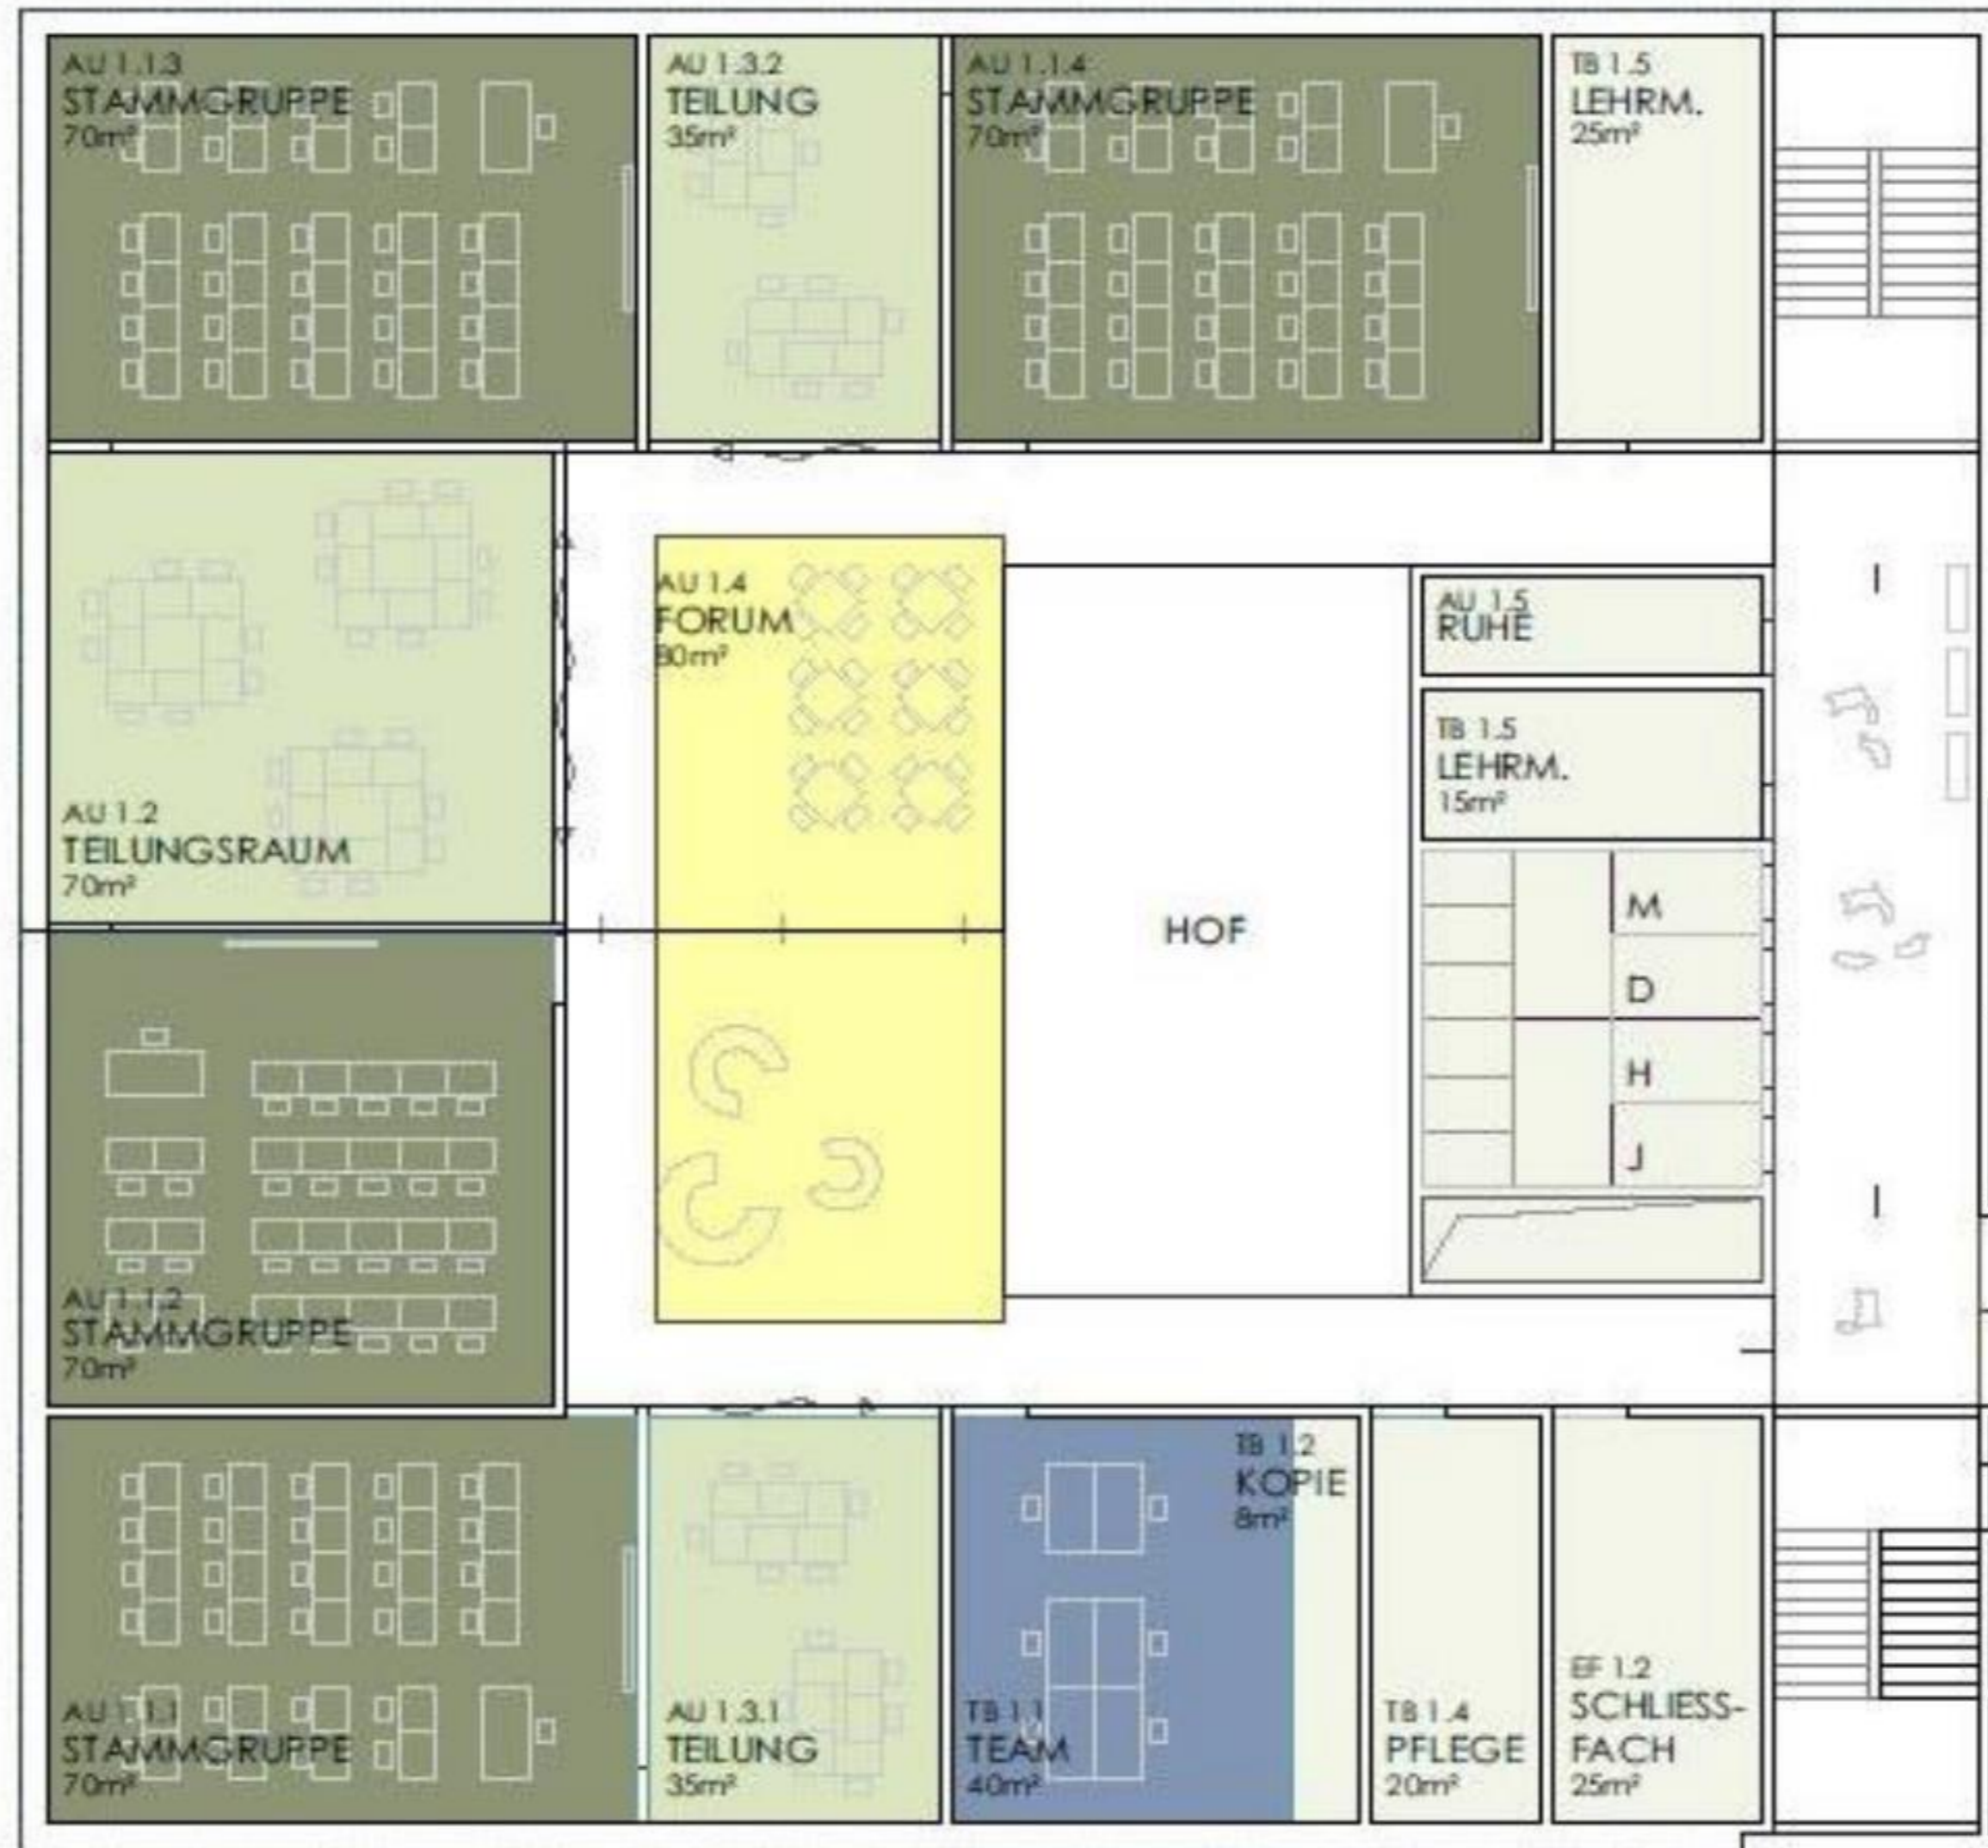 AU 1.1.3
STAMMGRUPPE
70m²
AU 1.3.2
TEILUNG
35m²
AU 1.1.4
STAMMGRUPPE
70m²
TB 1.5
LEHRM.
25m²
AU 1.4
FORUM
80m²
AU 1.5
RUHE
TB 1.5
LEHRM.
15m²
AU 1.2
TEILUNGSRAUM
70m²
HOF
M
D
H
J
AU 1.1.2
STAMMGRUPPE
70m²
TB 1.2
KOPIE
8m²
AU 1.1.1
STAMMGRUPPE
70m²
AU 1.3.1
TEILUNG
35m²
TB 1.1
TEAM
40m²
TB 1.4
PFLEGE
20m²
EF 1.2
SCHLIESS-
FACH
25m²